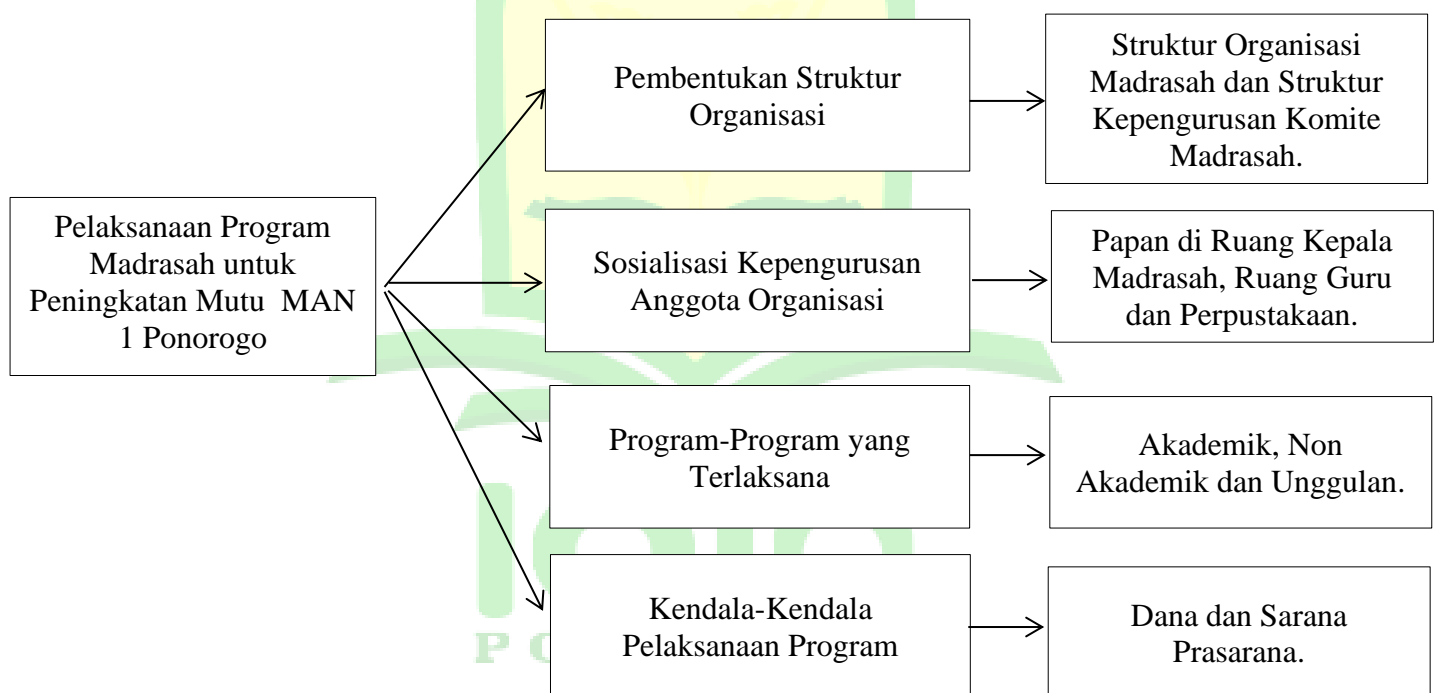 Pelaksanaan Program
Madrasah untuk
Peningkatan Mutu MAN
1 Ponorogo
Pembentukan Struktur
Organisasi
Struktur Organisasi
Madrasah dan Struktur
Kepengurusan Komite
Madrasah.
Sosialisasi Kepengurusan
Anggota Organisasi
Papan di Ruang Kepala
Madrasah, Ruang Guru
dan Perpustakaan.
Program-Program yang
Terlaksana
Akademik, Non
Akademik dan Unggulan.
Kendala-Kendala
Pelaksanaan Program
Dana dan Sarana
Prasarana.